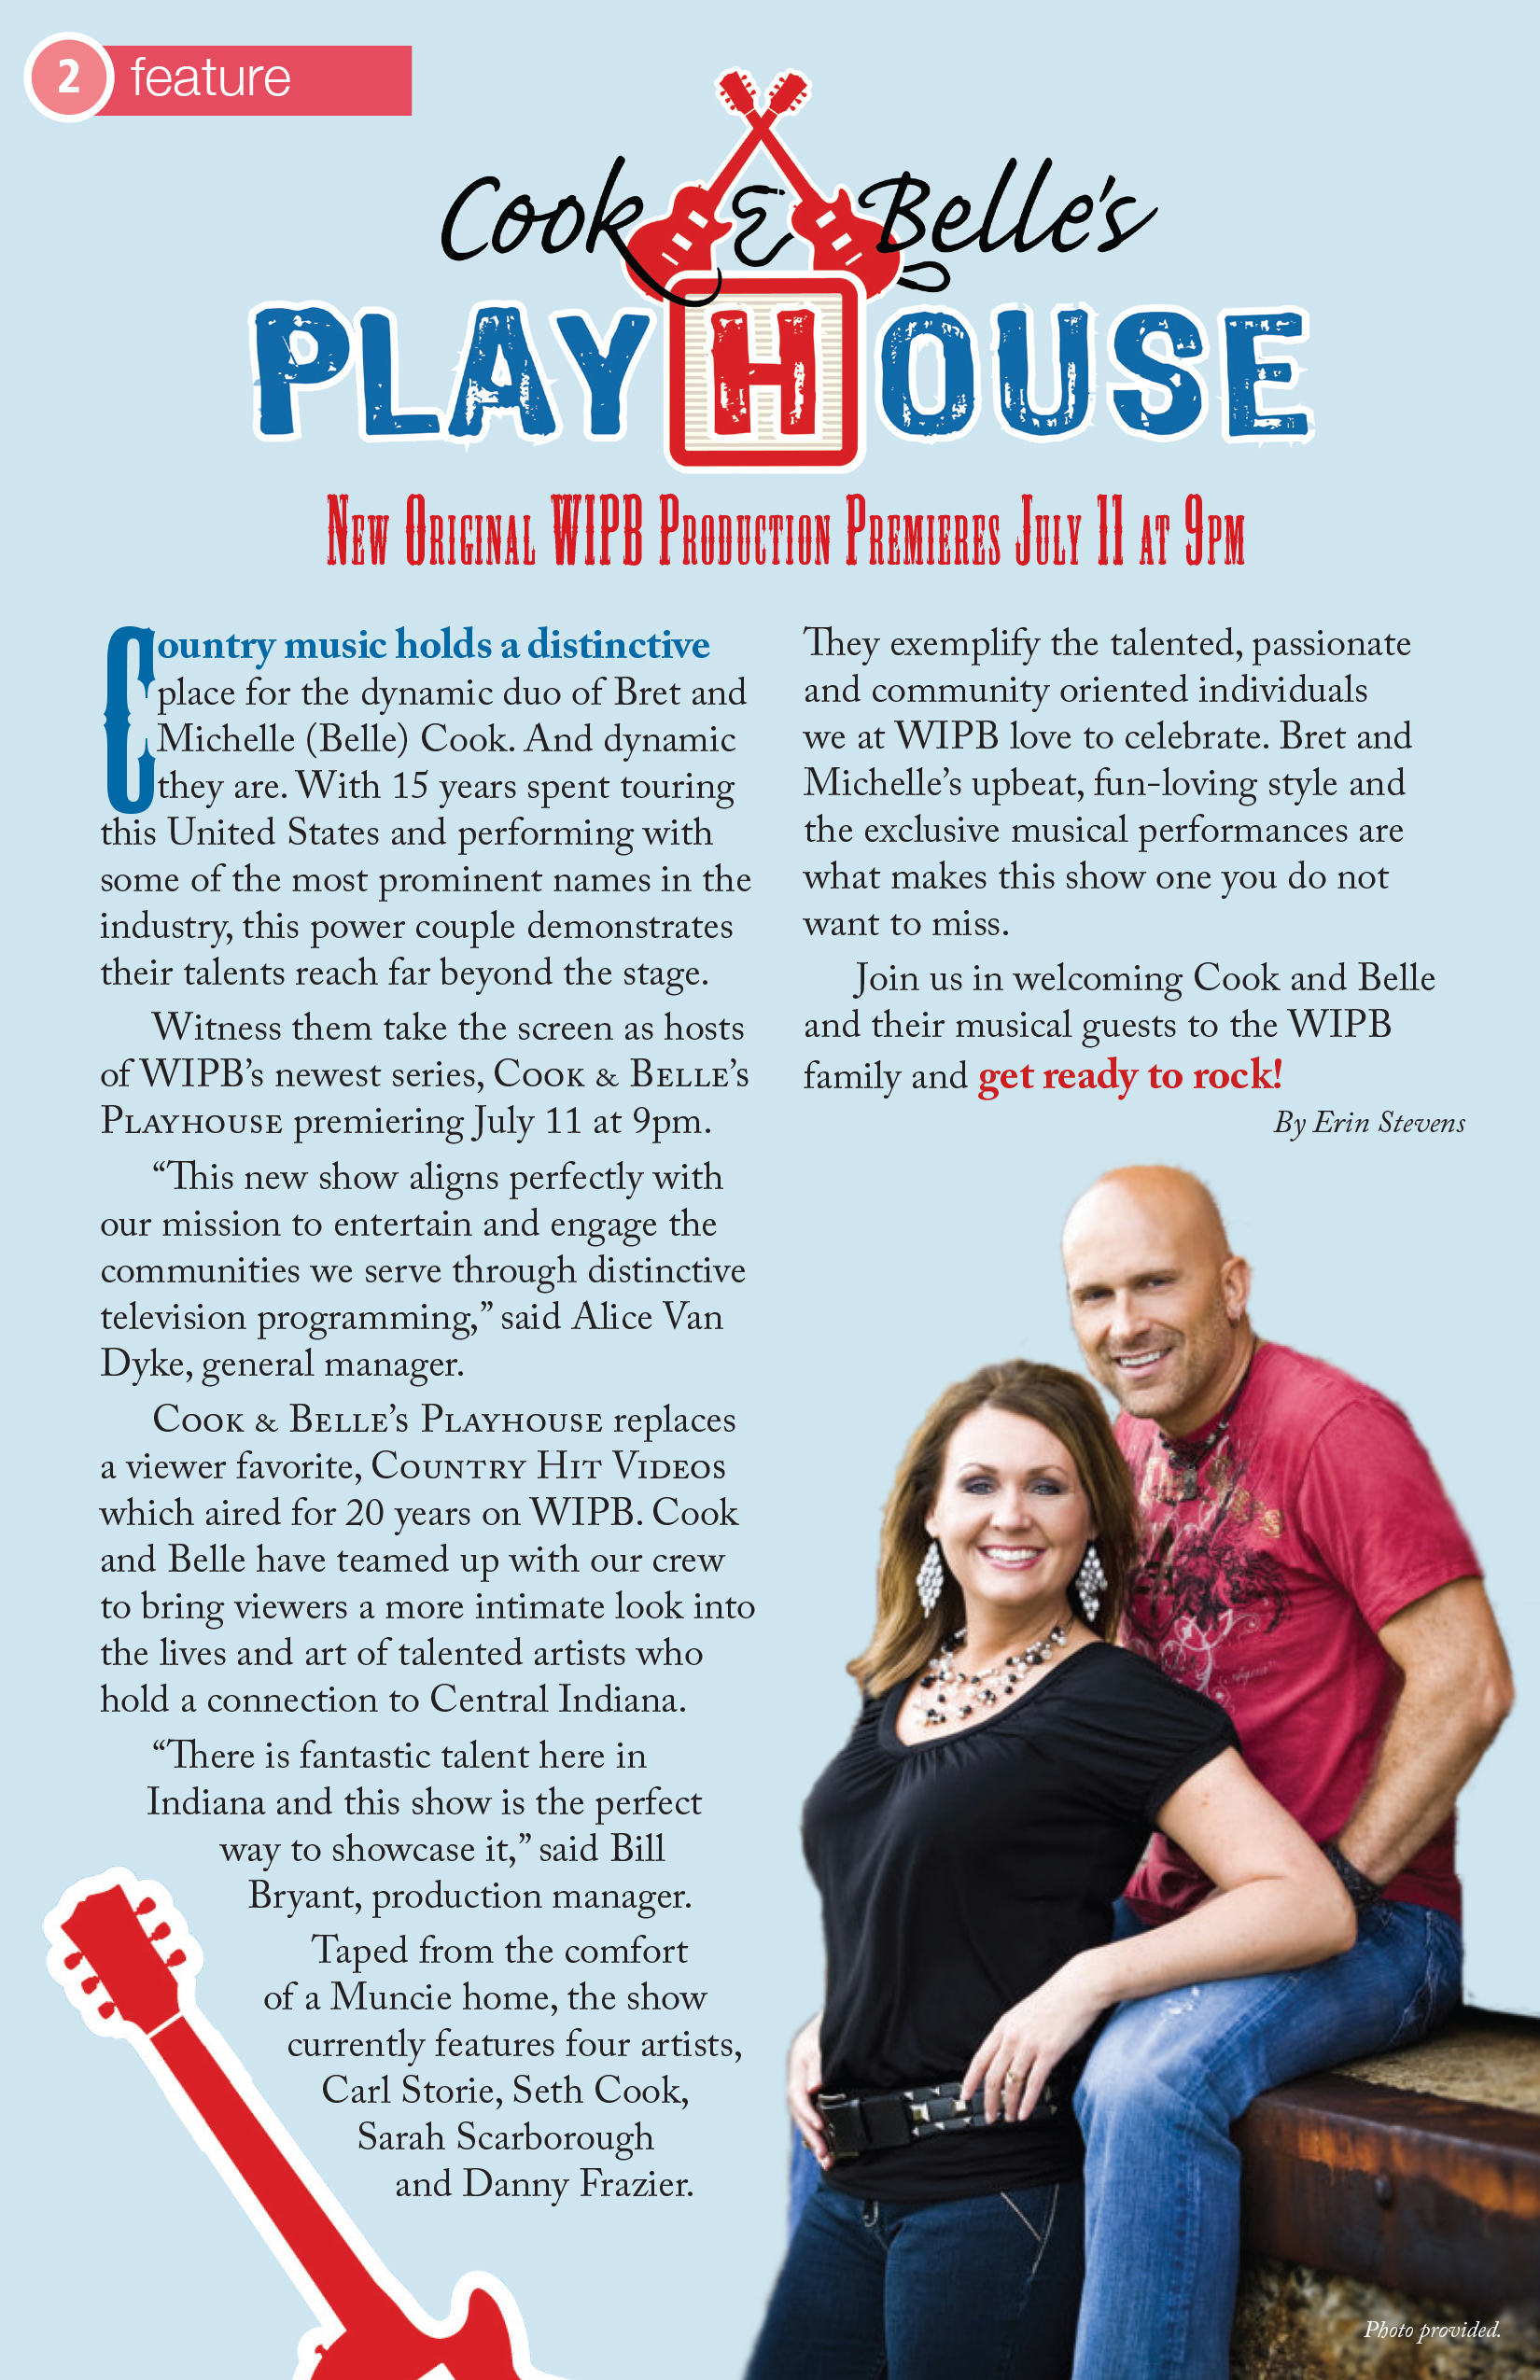 2 feature
Cook & Belle's
PLAYHOUSE
New Original WIPB Production Premieres July 11 at 9pm
Country music holds a distinctive
place for the dynamic duo of Bret and
Michelle (Belle) Cook. And dynamic
they are. With 15 years spent touring
this United States and performing with
some of the most prominent names in the
industry, this power couple demonstrates
their talents reach far beyond the stage.
Witness them take the screen as hosts
of WIPB’s newest series, Cook & Belle’s
Playhouse premiering July 11 at 9pm.
“This new show aligns perfectly with
our mission to entertain and engage the
communities we serve through distinctive
television programming,” said Alice Van
Dyke, general manager.
Cook & Belle’s Playhouse replaces
a viewer favorite, Country Hit Videos
which aired for 20 years on WIPB. Cook
and Belle have teamed up with our crew
to bring viewers a more intimate look into
the lives and art of talented artists who
hold a connection to Central Indiana.
“There is fantastic talent here in
Indiana and this show is the perfect
way to showcase it,” said Bill
Bryant, production manager.
Taped from the comfort
of a Muncie home, the show
currently features four artists,
Carl Storie, Seth Cook,
Sarah Scarborough
and Danny Frazier.
They exemplify the talented, passionate
and community oriented individuals
we at WIPB love to celebrate. Bret and
Michelle’s upbeat, fun-loving style and
the exclusive musical performances are
what makes this show one you do not
want to miss.
Join us in welcoming Cook and Belle
and their musical guests to the WIPB
family and get ready to rock!
By Erin Stevens
Photo provided.